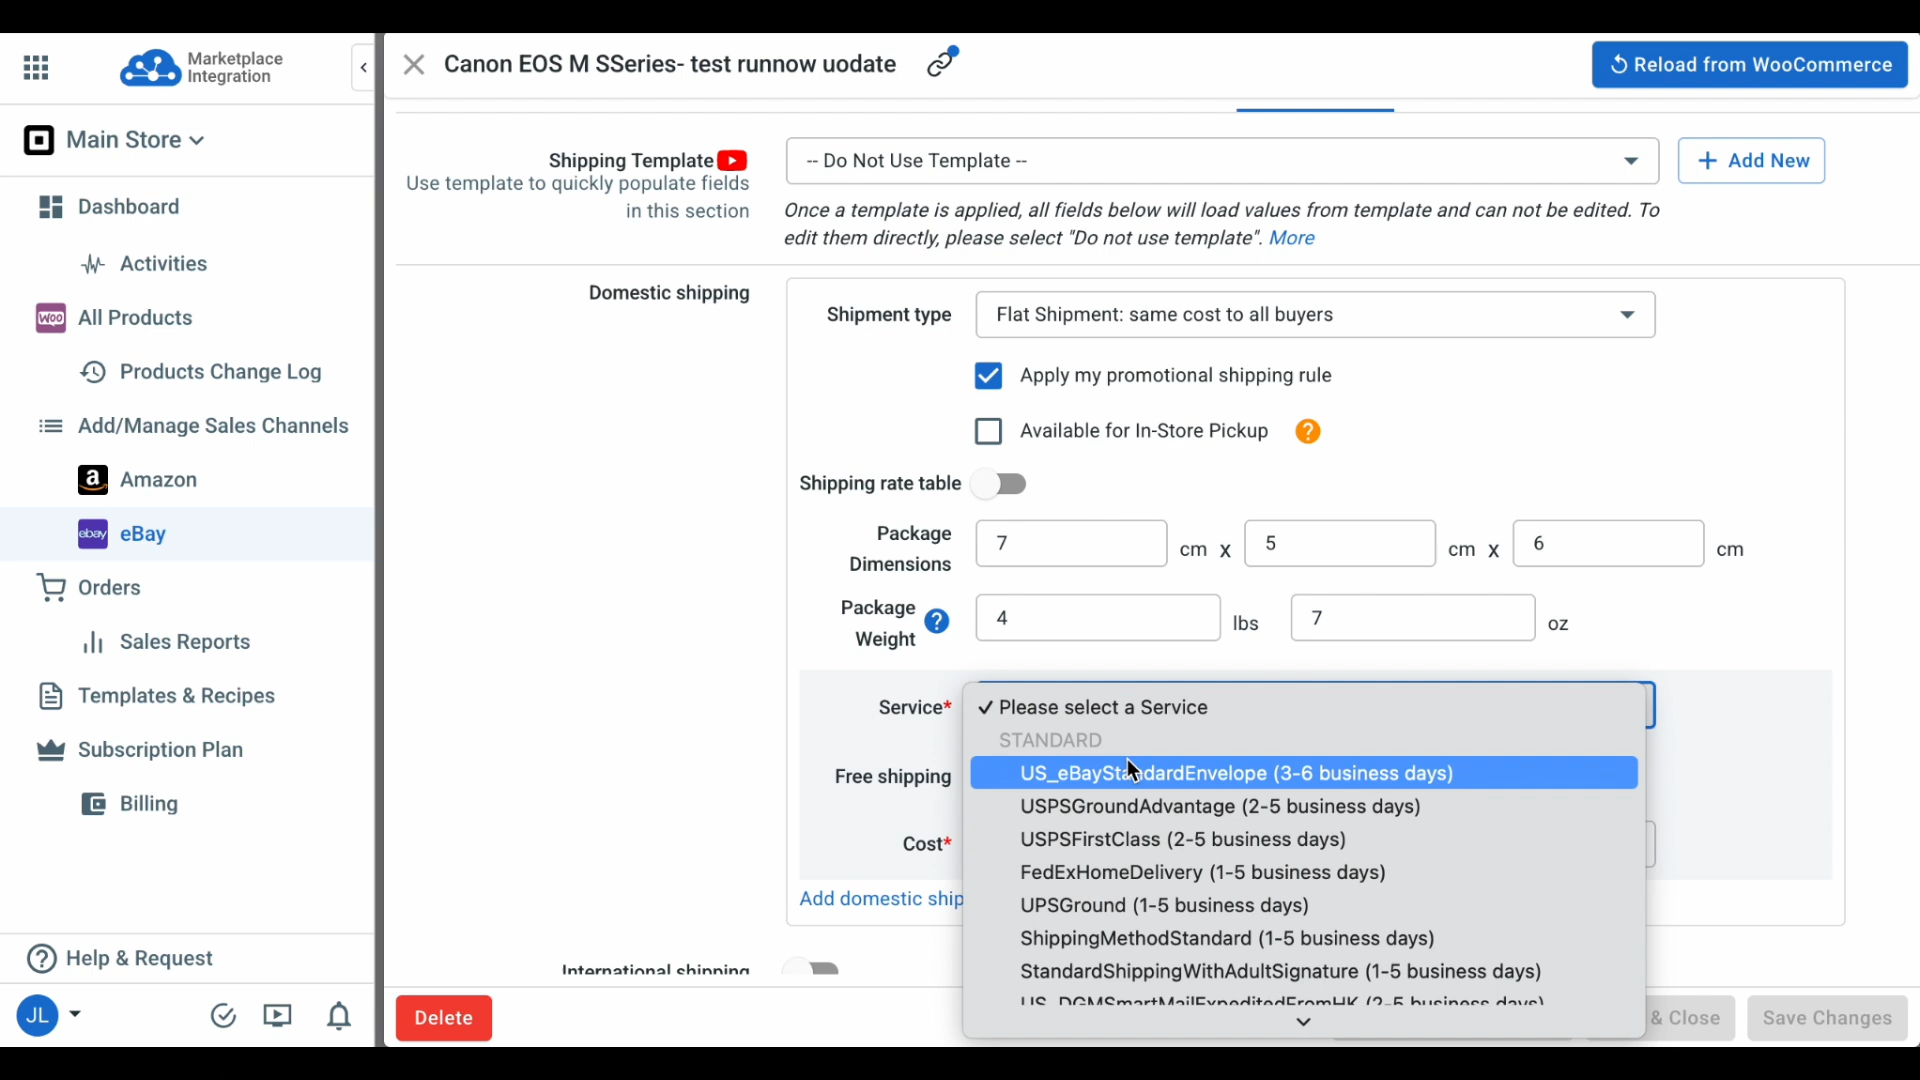 Marketplace
Integration
Canon EOS M SSeries- test runnow uodate
Reload from WooCommerce
Main Store
Dashboard
Activities
WOO All Products
Products Change Log
Add/Manage Sales Channels
a Amazon
ebay eBay
Orders
Sales Reports
Templates & Recipes
Subscription Plan
Billing
? Help & Request
JL
Shipping Template
Use template to quickly populate fields
in this section
-- Do Not Use Template --
+ Add New
Once a template is applied, all fields below will load values from template and can not be edited. To
edit them directly, please select "Do not use template". More
Domestic shipping
Shipment type
Flat Shipment: same cost to all buyers
Apply my promotional shipping rule
Available for In-Store Pickup ?
Shipping rate table
Package
Dimensions
7 cm x 5 cm x 6 cm
Package
Weight ?
4 lbs 7 oz
Service*
✓ Please select a Service
STANDARD
US_eBayStandardEnvelope (3-6 business days)
USPSGroundAdvantage (2-5 business days)
USPSFirstClass (2-5 business days)
FedExHomeDelivery (1-5 business days)
UPSGround (1-5 business days)
ShippingMethodStandard (1-5 business days)
StandardShippingWithAdultSignature (1-5 business days)
US_DGMSmartMailExpeditedFromHK (2-5 business days)
Free shipping
Cost*
Add domestic ship
International shipping
Delete
& Close
Save Changes